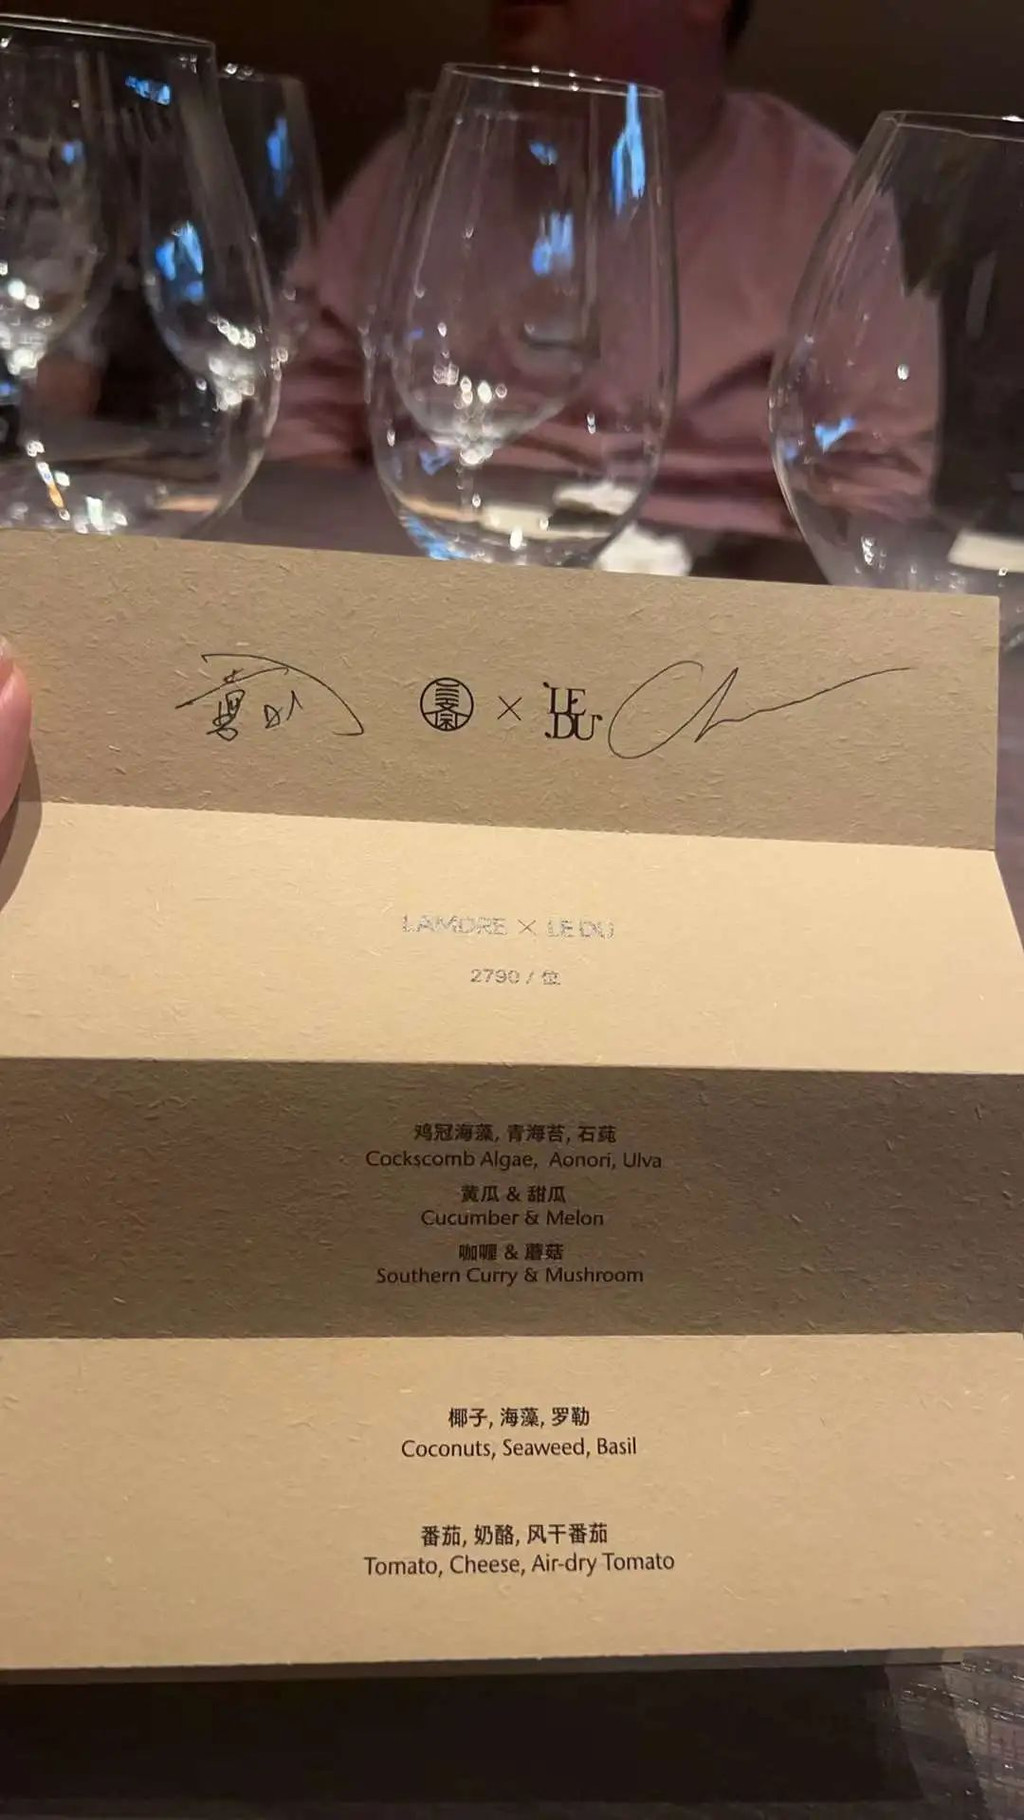 LE
DU
×
LAMORE × LE DU
2790 / 位
鸡冠海藻, 青海苔, 石莼
Cockscomb Algae, Aonori, Ulva
黄瓜 & 甜瓜
Cucumber & Melon
咖喱 & 蘑菇
Southern Curry & Mushroom
椰子, 海藻, 罗勒
Coconuts, Seaweed, Basil
番茄, 奶酪, 风干番茄
Tomato, Cheese, Air-dry Tomato